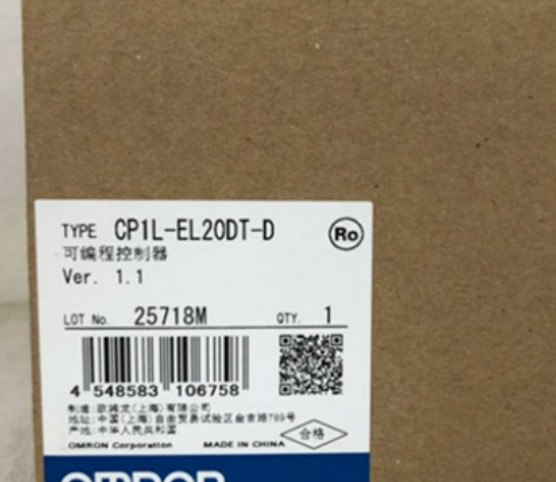 TYPE CP1L-EL20DT-D Ro
可编程控制器
Ver. 1.1
LOT No. 25718M QTY. 1
4 548583 106758
制造:欧姆龙(上海)有限公司
地址:中国(上海)自由贸易试验区金吉路789号
产地:中华人民共和国
合格
OMRON Corporation MADE IN CHINA
OMRON